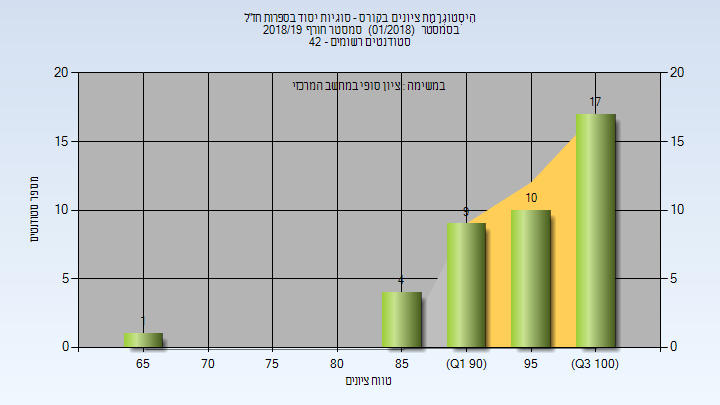 היסטוגרמת ציונים בקורס - סוגיות יסוד בספרות חז"ל
בסמסטר (01/2018) סמסטר חורף 2018/19
סטודנטים רשומים - 42
במשימה : ציון סופי במחשב המרכזי
20 20
17
15 15
מספר סטודנטים
10 10
9 10
5 5
4
1
0 0
65 70 75 80 85 (Q1 90) 95 (Q3 100)
טווח ציונים